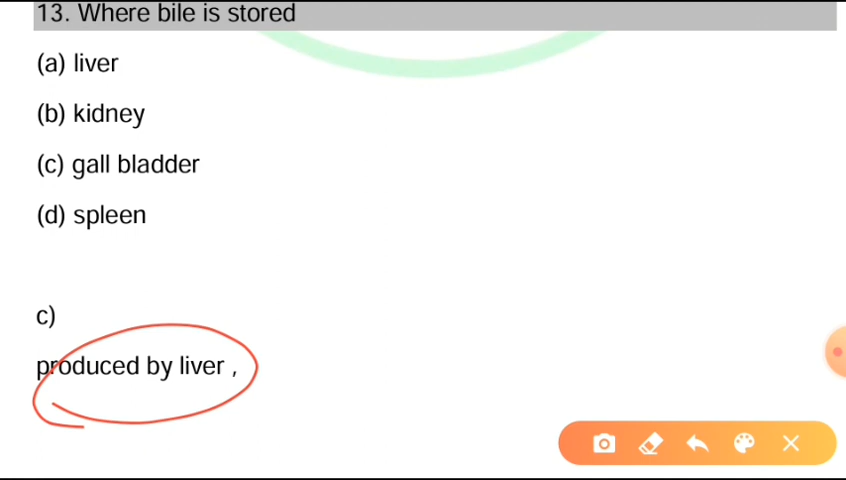 13. Where bile is stored
(a) liver
(b) kidney
(c) gall bladder
(d) spleen
c)
produced by liver ,